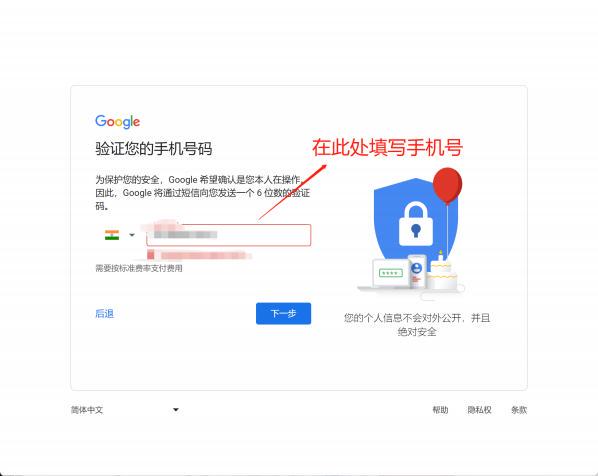 Google
验证您的手机号码
在此处填写手机号
为保护您的安全，Google 希望确认是您本人在操作。
因此，Google 将通过短信向您发送一个 6 位数的验证
码。
需要按标准费率支付费用
后退
下一步
****
您的个人信息不会对外公开，并且
绝对安全
简体中文
帮助
隐私权
条款